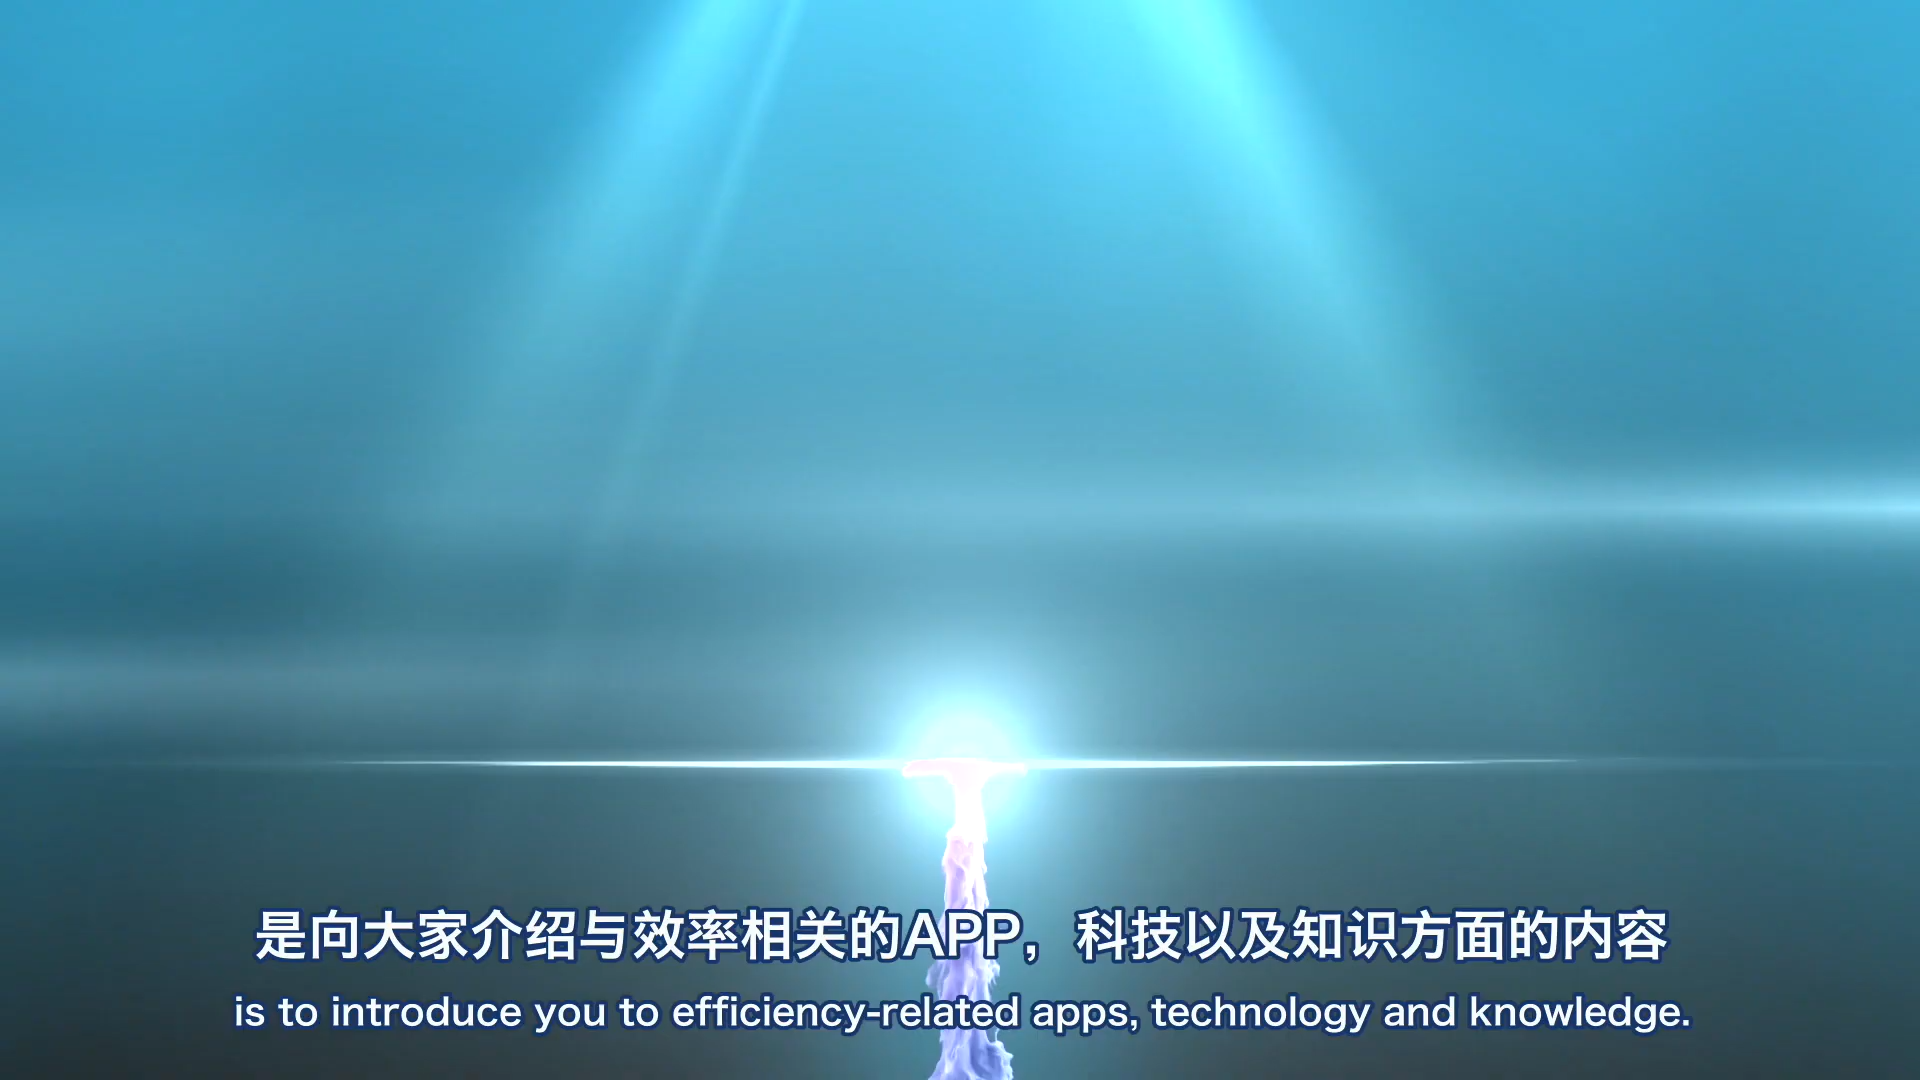 是向大家介绍与效率相关的APP，科技以及知识方面的内容
is to introduce you to efficiency-related apps, technology and knowledge.